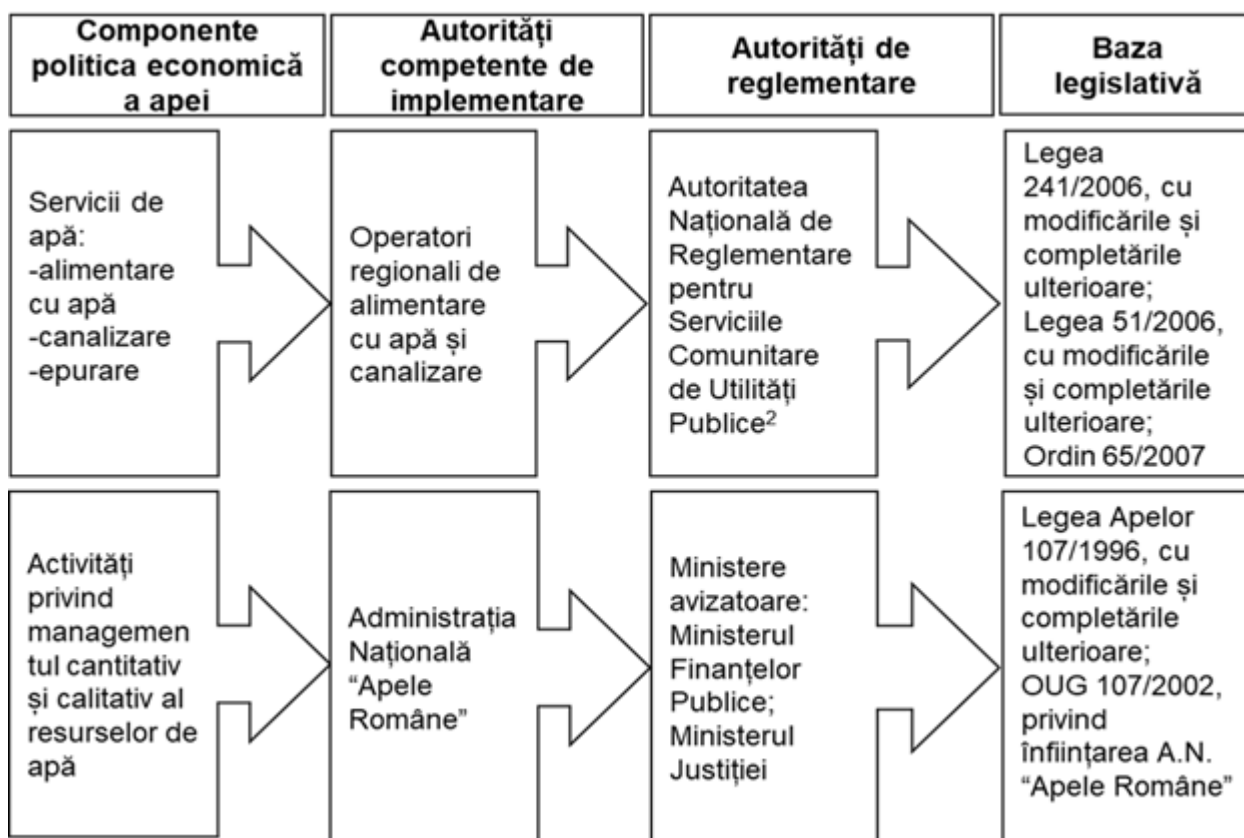 Componente
politica economică
a apei
Autorități
competente de
implementare
Autorități de
reglementare
Baza
legislativă
Servicii de
apă:
-alimentare
cu apă
-canalizare
-epurare
Operatori
regionali de
alimentare
cu apă și
canalizare
Autoritatea
Națională de
Reglementare
pentru
Serviciile
Comunitare
de Utilități
Publice²
Legea
241/2006, cu
modificările și
completările
ulterioare;
Legea 51/2006,
cu modificările
și completările
ulterioare;
Ordin 65/2007
Activități
privind
managemen
tul cantitativ
și calitativ al
resurselor de
apă
Administrația
Națională
“Apele
Române”
Ministere
avizatoare:
Ministerul
Finanțelor
Publice;
Ministerul
Justiției
Legea Apelor
107/1996, cu
modificările și
completările
ulterioare;
OUG 107/2002,
privind
înființarea A.N.
“Apele Române”